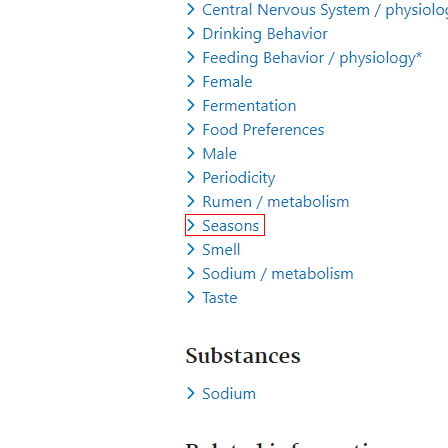 Central Nervous System / physiolog
Drinking Behavior
Feeding Behavior / physiology*
Female
Fermentation
Food Preferences
Male
Periodicity
Rumen / metabolism
Seasons
Smell
Sodium / metabolism
Taste
Substances
Sodium